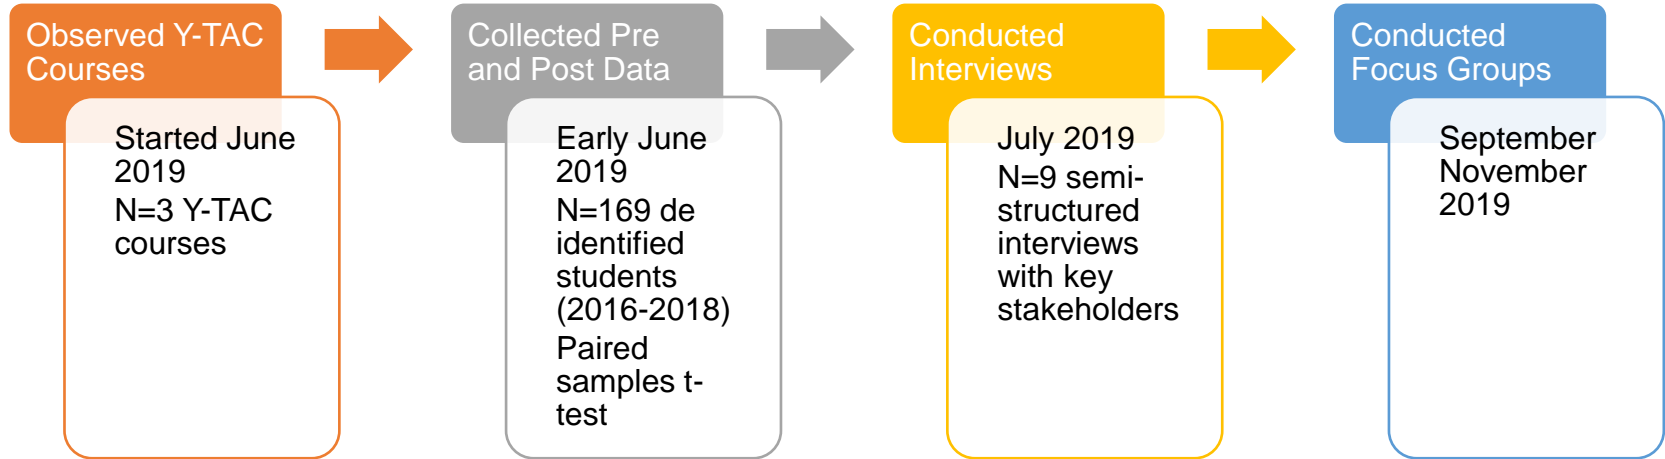 Observed Y-TAC
Courses
Started June
2019
N=3 Y-TAC
courses
Collected Pre
and Post Data
Early June
2019
N=169 de
identified
students
(2016-2018)
Paired
samples t-
test
Conducted
Interviews
July 2019
N=9 semi-
structured
interviews
with key
stakeholders
Conducted
Focus Groups
September
November
2019